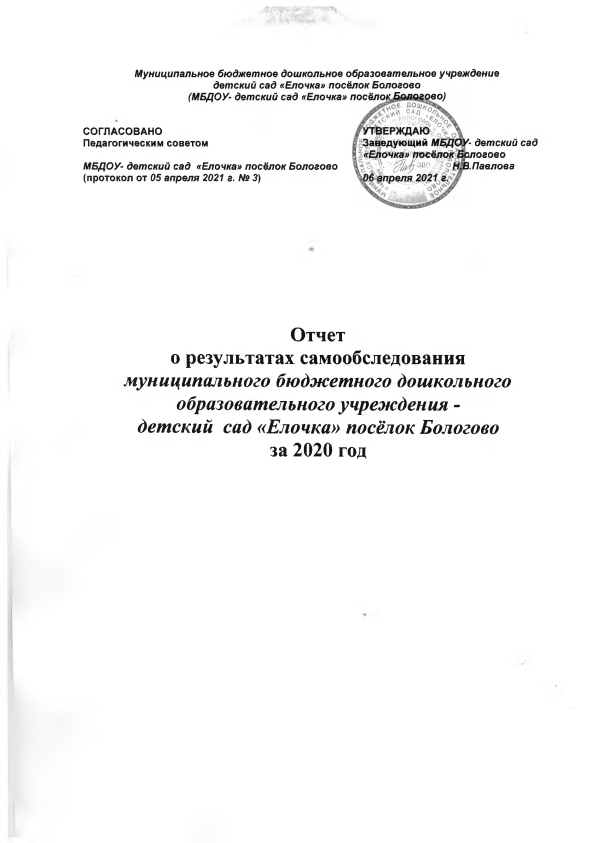 Муниципальное бюджетное дошкольное образовательное учреждение
детский сад «Елочка» посёлок Бологово
(МБДОУ- детский сад «Елочка» посёлок Бологово)
СОГЛАСОВАНО
Педагогическим советом
МБДОУ- детский сад «Елочка» посёлок Бологово
(протокол от 05 апреля 2021 г. № 3)
УТВЕРЖДАЮ
Заведующий МБДОУ- детский сад
«Елочка» посёлок Бологово
Н.В.Павлова
06 апреля 2021 г.
Отчет
о результатах самообследования
муниципального бюджетного дошкольного
образовательного учреждения -
детский сад «Елочка» посёлок Бологово
за 2020 год